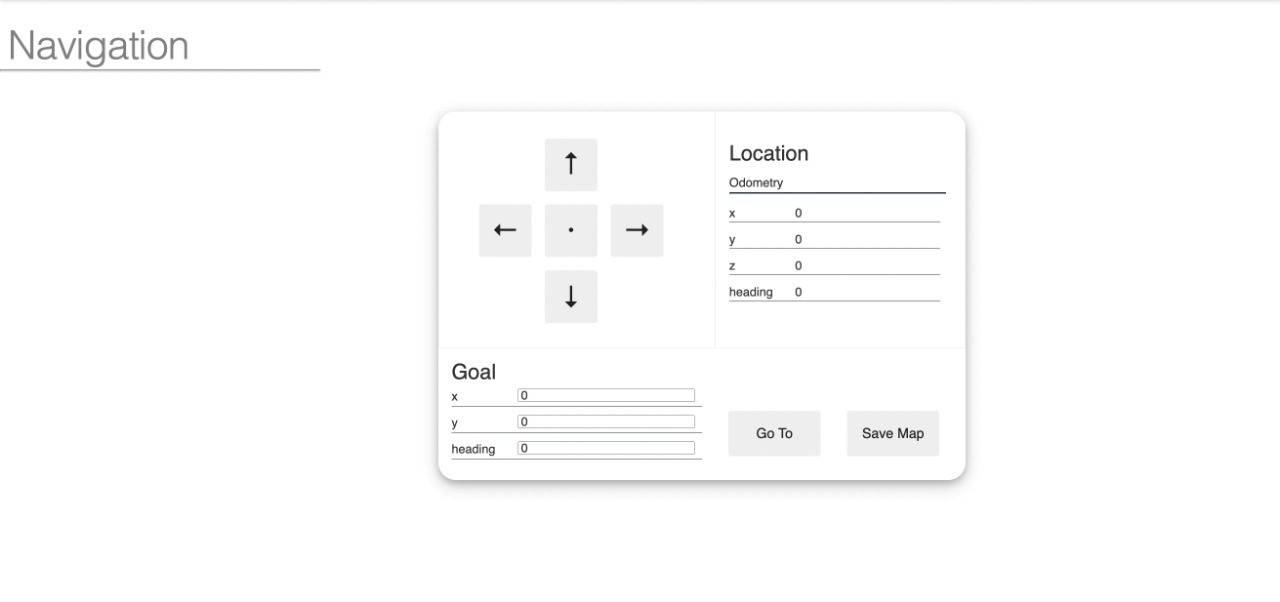 Navigation
↑
← · →
↓
Location
Odometry
x 0
y 0
z 0
heading 0
Goal
x 0
y 0
heading 0
Go To Save Map